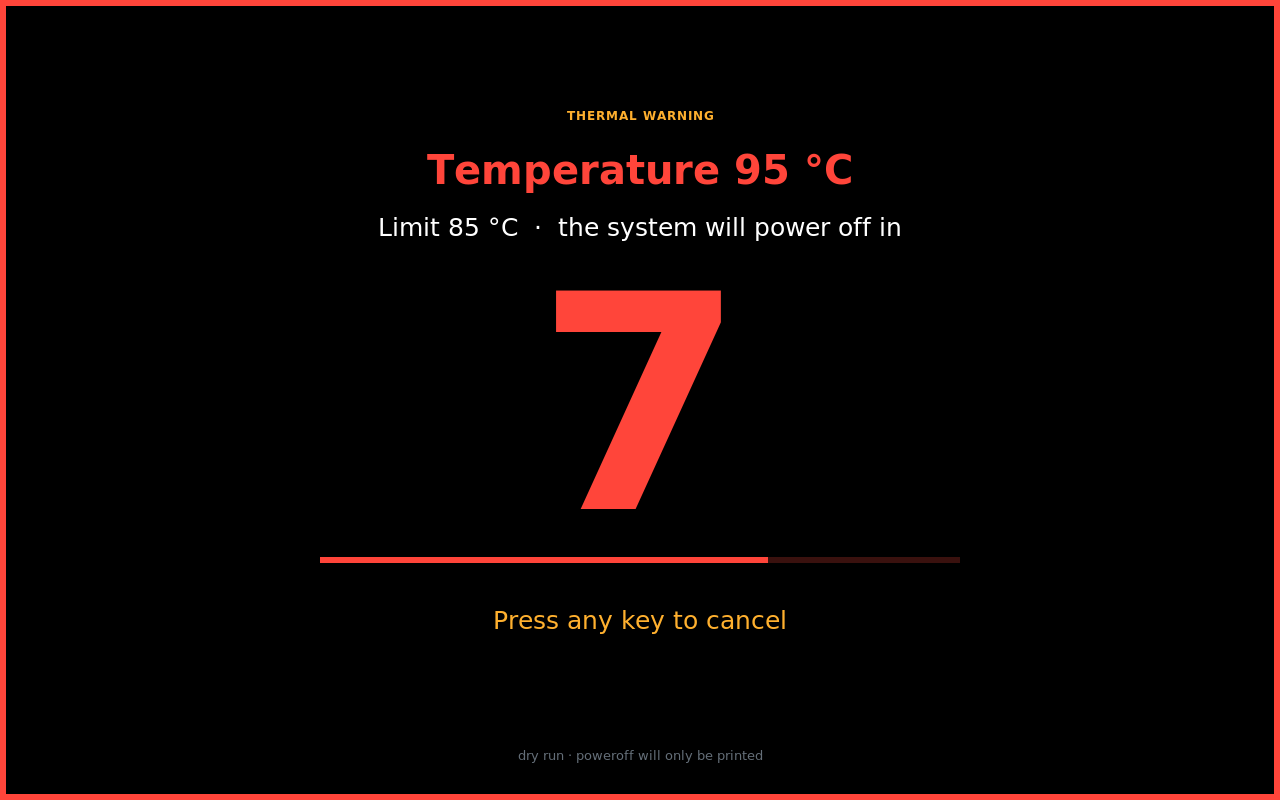 THERMAL WARNING
Temperature 95 °C
Limit 85 °C · the system will power off in
7
Press any key to cancel
dry run · poweroff will only be printed